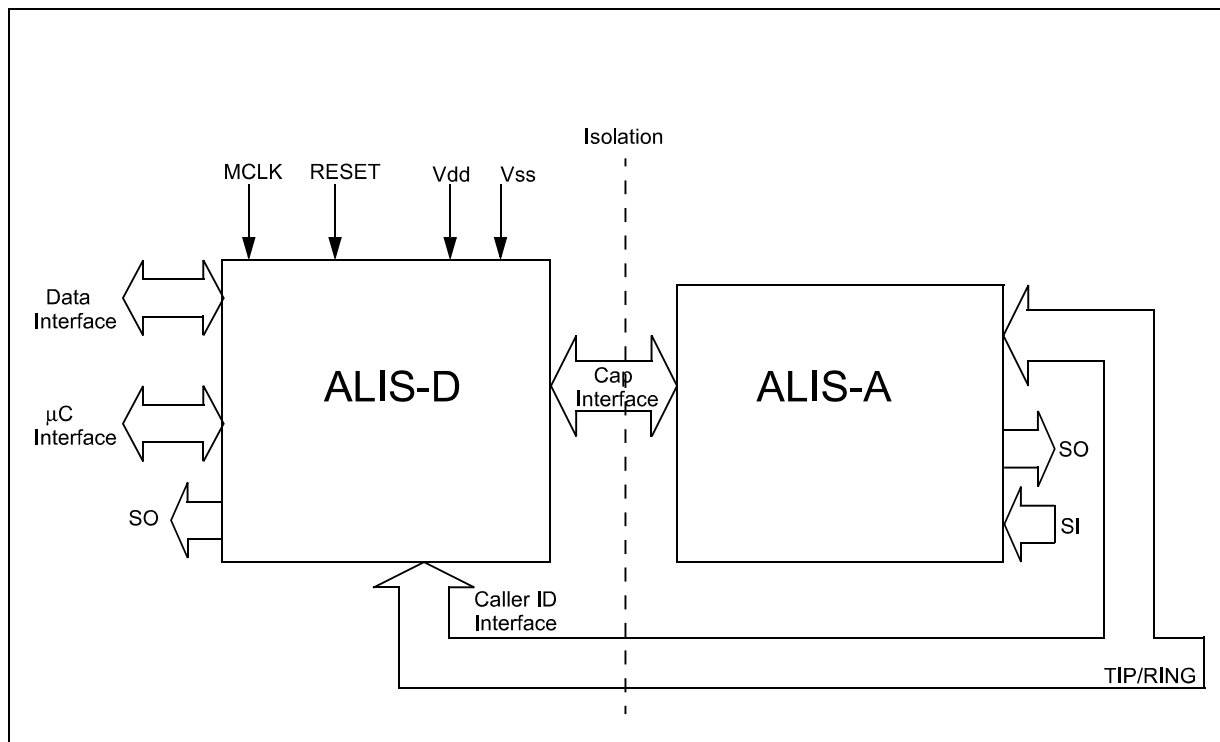 Isolation
MCLK
RESET
Vdd
Vss
Data
Interface
ALIS-D
Cap
Interface
ALIS-A
μC
Interface
SO
SO
SI
Caller ID
Interface
TIP/RING